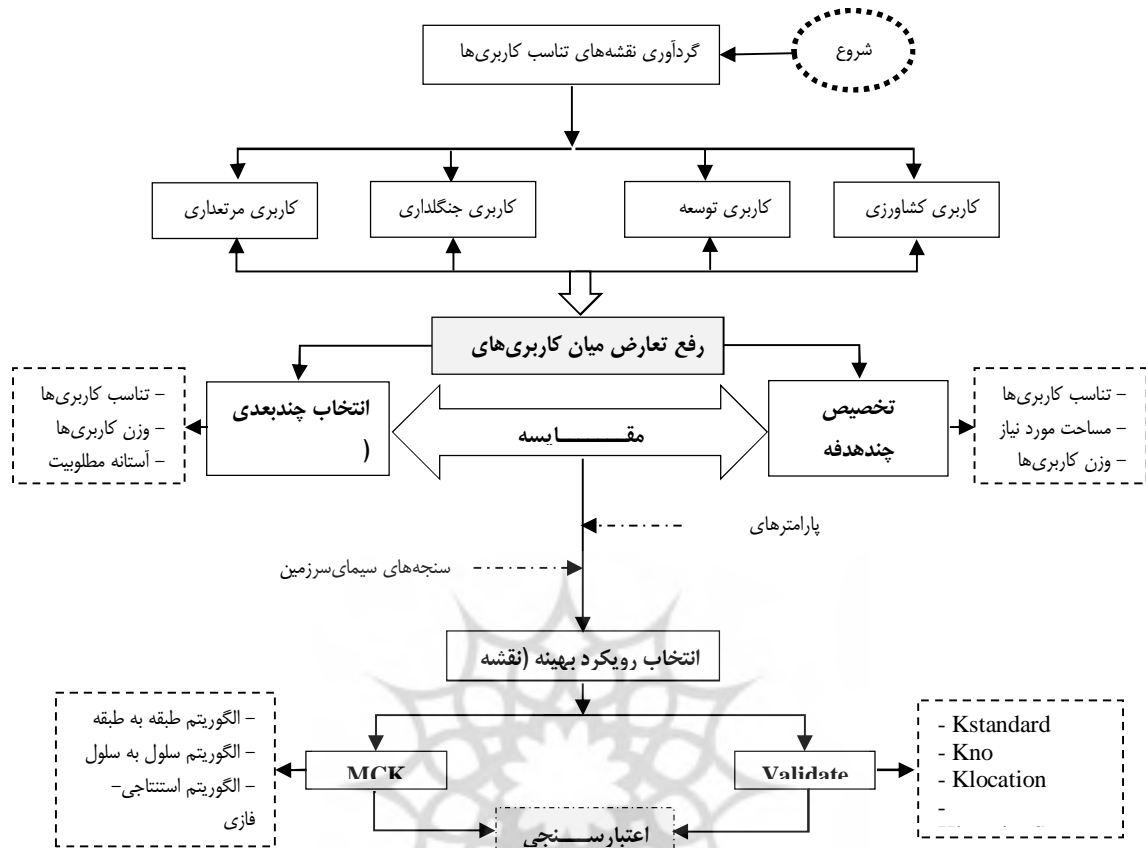 شروع
گردآوری نقشه‌های تناسب کاربری‌ها
کاربری کشاورزی
کاربری توسعه
کاربری جنگلداری
کاربری مرتعداری
رفع تعارض میان کاربری‌های
تخصیص
چندهدفه
- تناسب کاربری‌ها
- مساحت مورد نیاز
- وزن کاربری‌ها
مقـــــــــایسه
انتخاب چندبعدی
(
- تناسب کاربری‌ها
- وزن کاربری‌ها
- آستانه مطلوبیت
پارامترهای
سنجه‌های سیمای‌سرزمین
انتخاب رویکرد بهینه (نقشه
Validate
- Kstandard
- Kno
- Klocation
-
MCK
- الگوریتم طبقه به طبقه
- الگوریتم سلول به سلول
- الگوریتم استنتاجی-
فازی
اعتبارســـــنجی